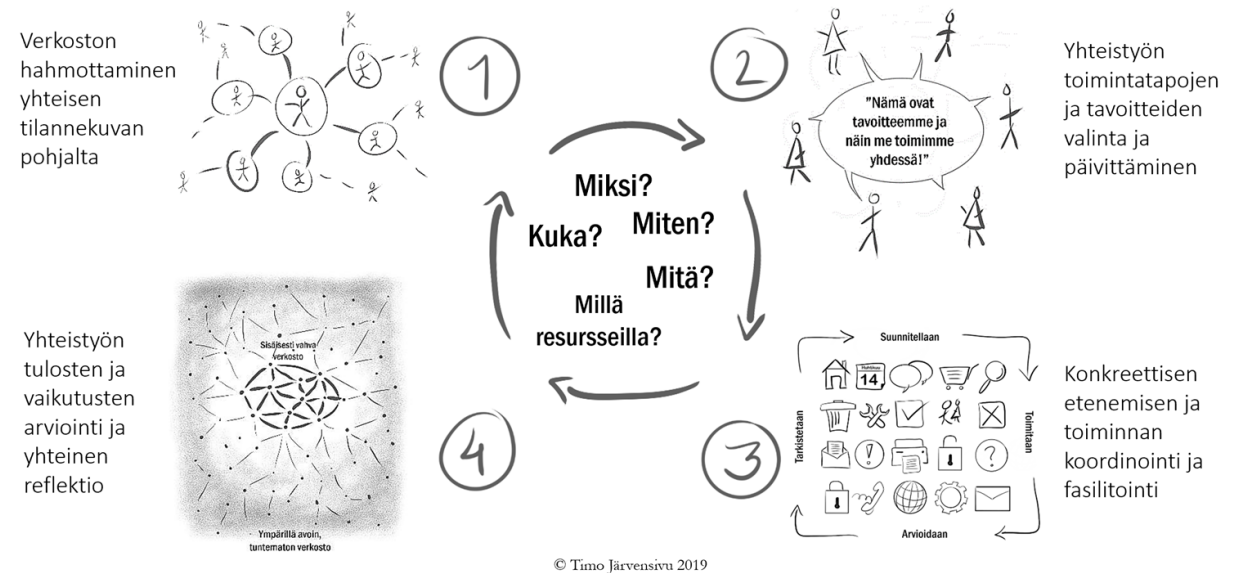 Verkoston
hahmottaminen
yhteisen
tilannekuvan
pohjalta
1
2
"Nämä ovat
tavoitteemme ja
näin me toimimme
yhdessä!"
Yhteistyön
toimintatapojen
ja tavoitteiden
valinta ja
päivittäminen
Miksi?
Kuka?
Miten?
Mitä?
Millä
resursseilla?
Yhteistyön
tulosten ja
vaikutusten
arviointi ja
yhteinen
reflektio
Sisäisesti vahva
verkosto
Ympärillä avoin,
tuntematon verkosto
4
3
Suunnitellaan
Toimitaan
Arvioidaan
Tarkistetaan
14
Konkreettisen
etenemisen ja
toiminnan
koordinointi ja
fasilitointi
© Timo Järvensivu 2019